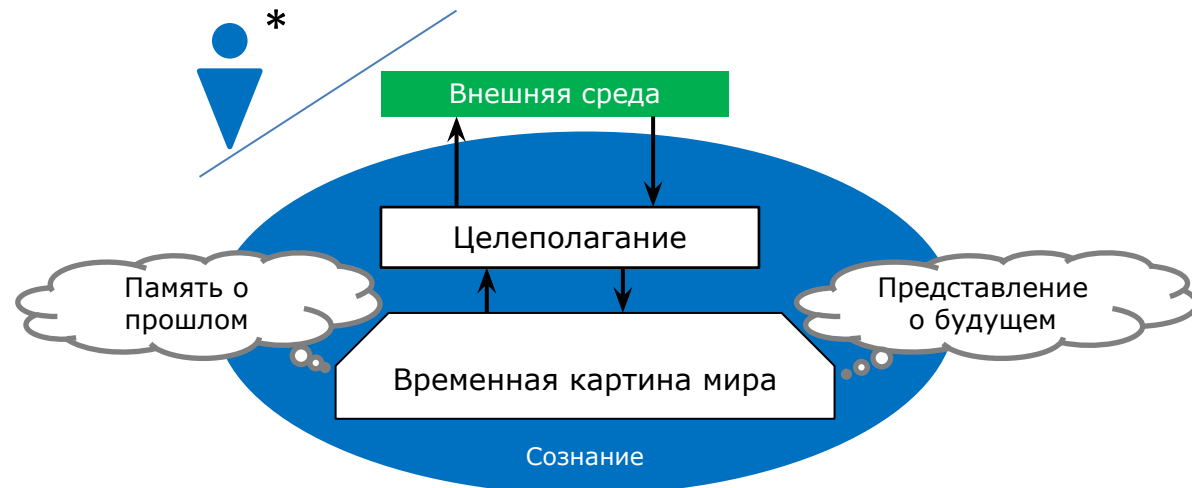 *
Внешняя среда
Целеполагание
Память о
прошлом
Представление
о будущем
Временная картина мира
Сознание